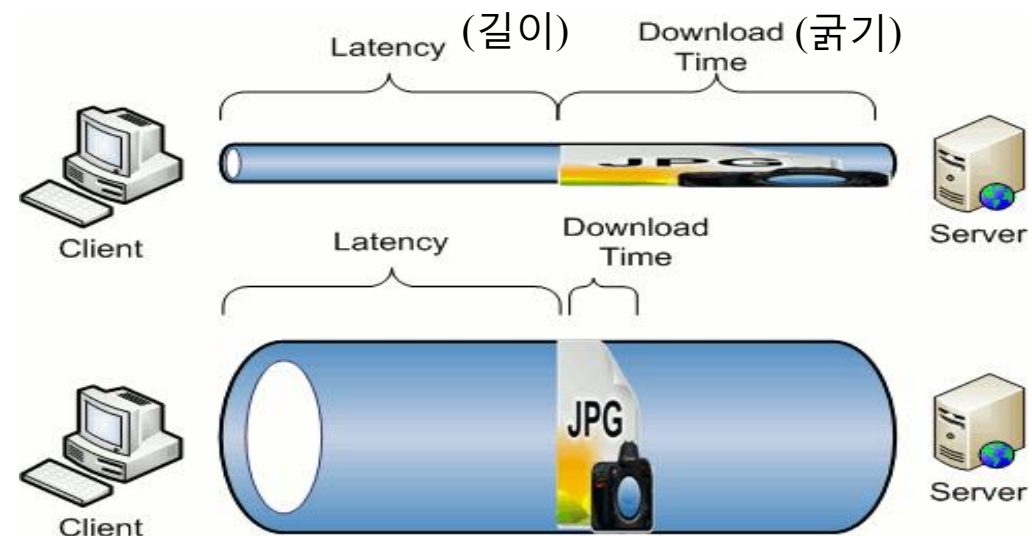 Latency (길이)
Download (굵기)
Time
JPG
Client
Server
Latency
Download
Time
JPG
Client
Server